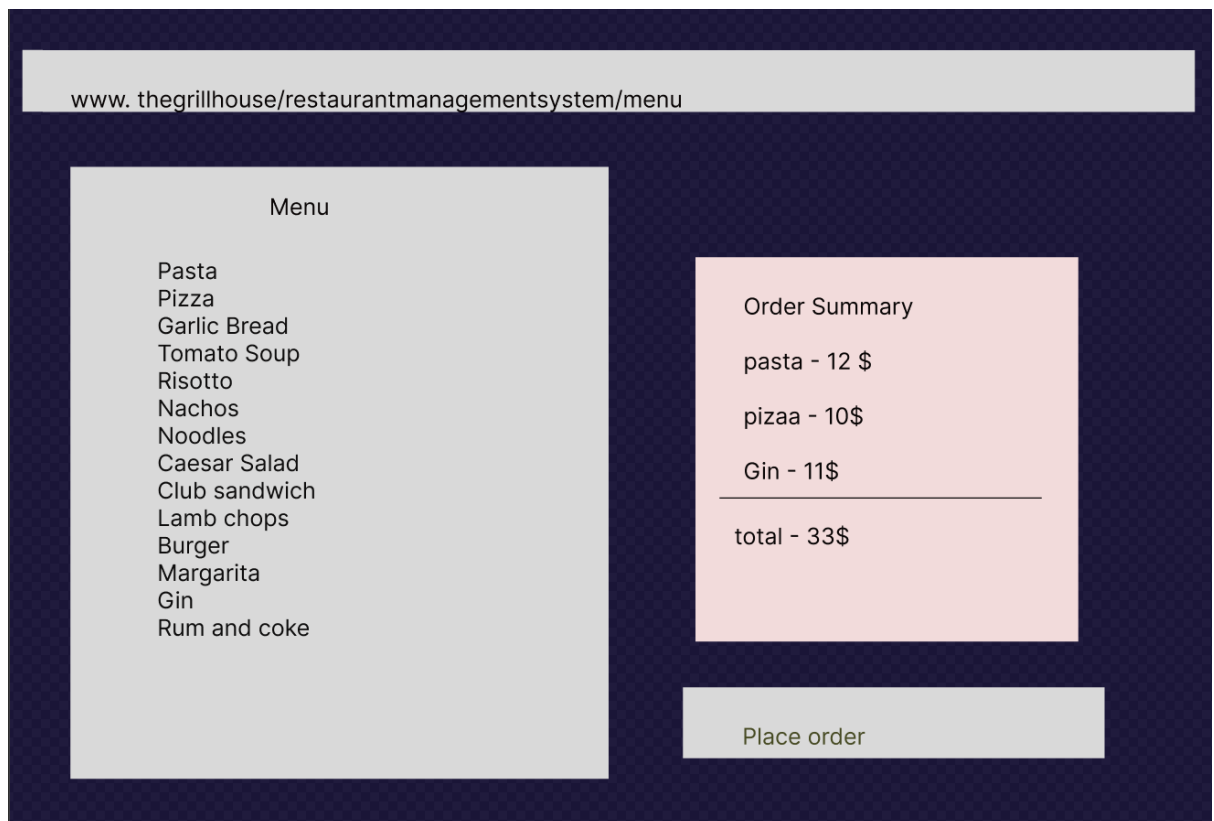 www. thegrillhouse/restaurantmanagementsystem/menu
Menu
Pasta
Pizza
Garlic Bread
Tomato Soup
Risotto
Nachos
Noodles
Caesar Salad
Club sandwich
Lamb chops
Burger
Margarita
Gin
Rum and coke
Order Summary
pasta - 12 $
pizaa - 10$
Gin - 11$
total - 33$
Place order